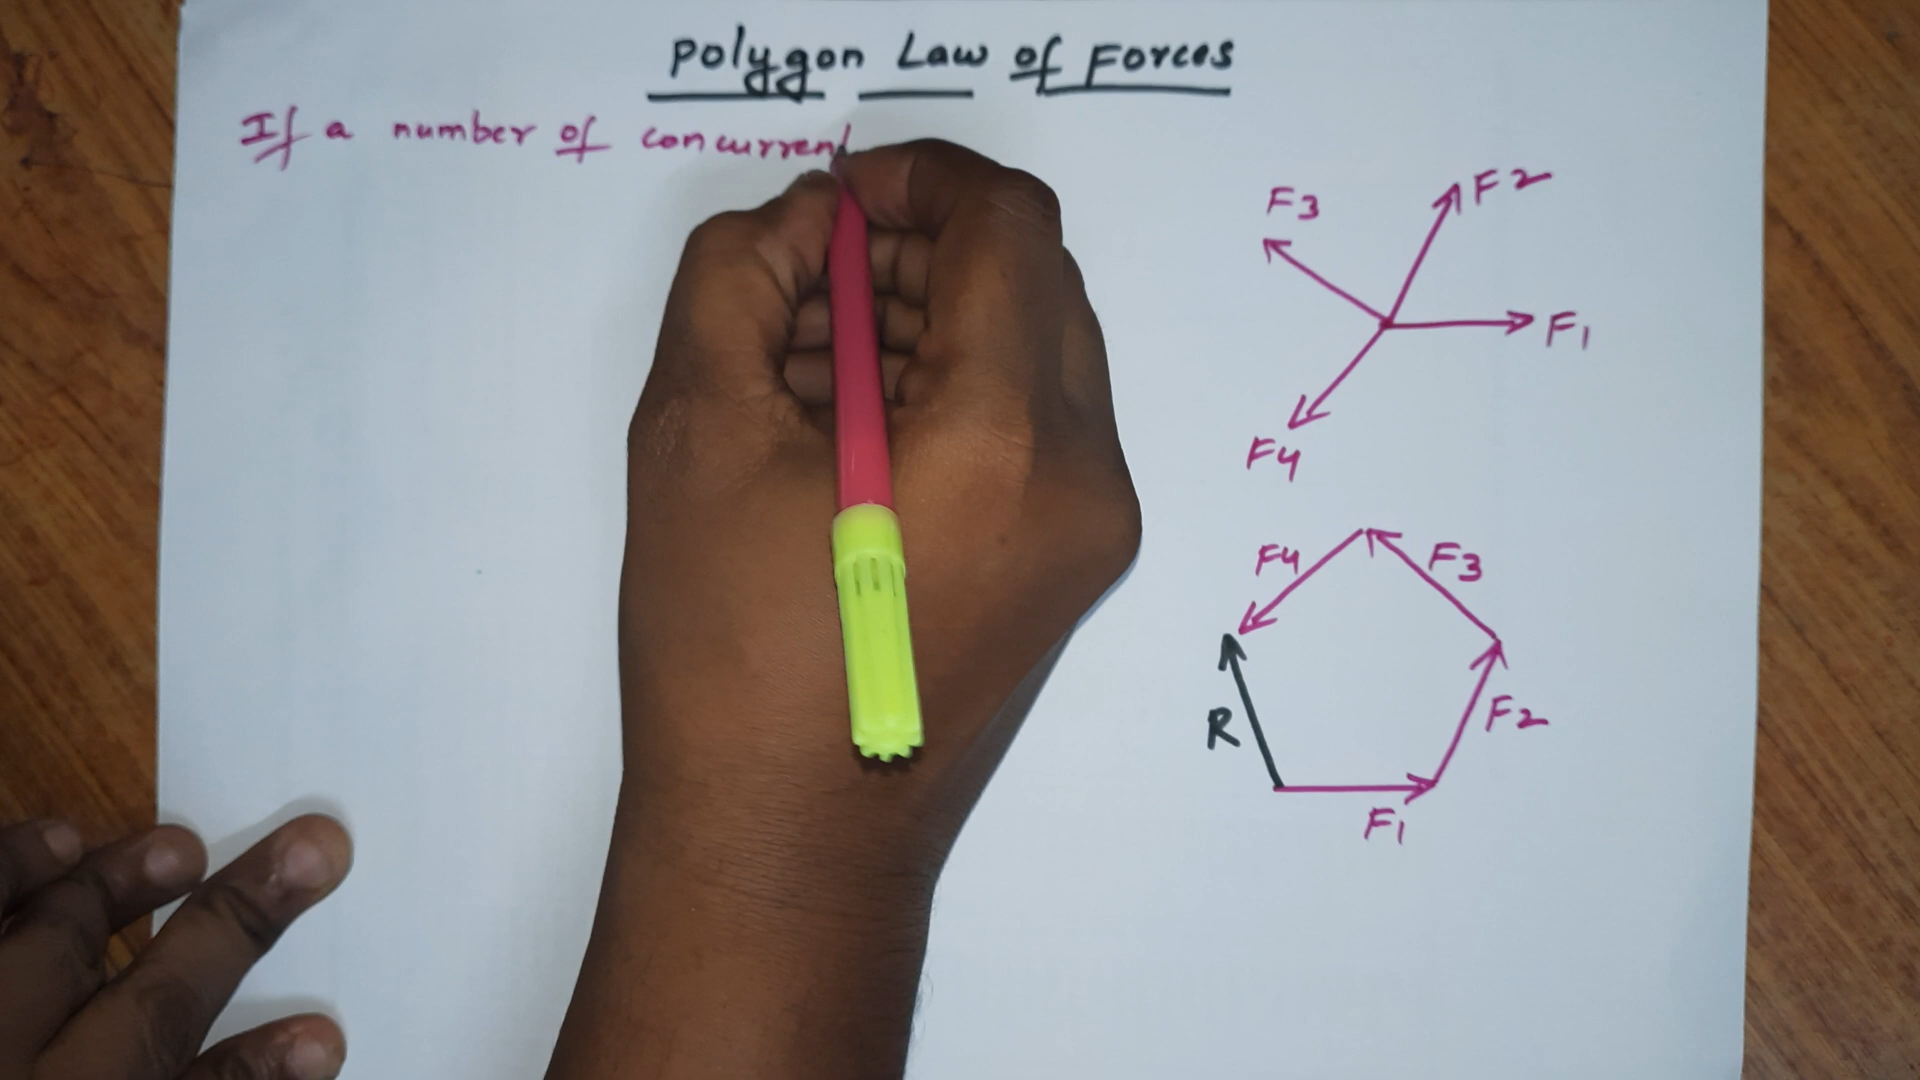 Polygon Law of Forces
If a number of concurrent
F3
F2
F1
F4
F4
F3
R
F2
F1